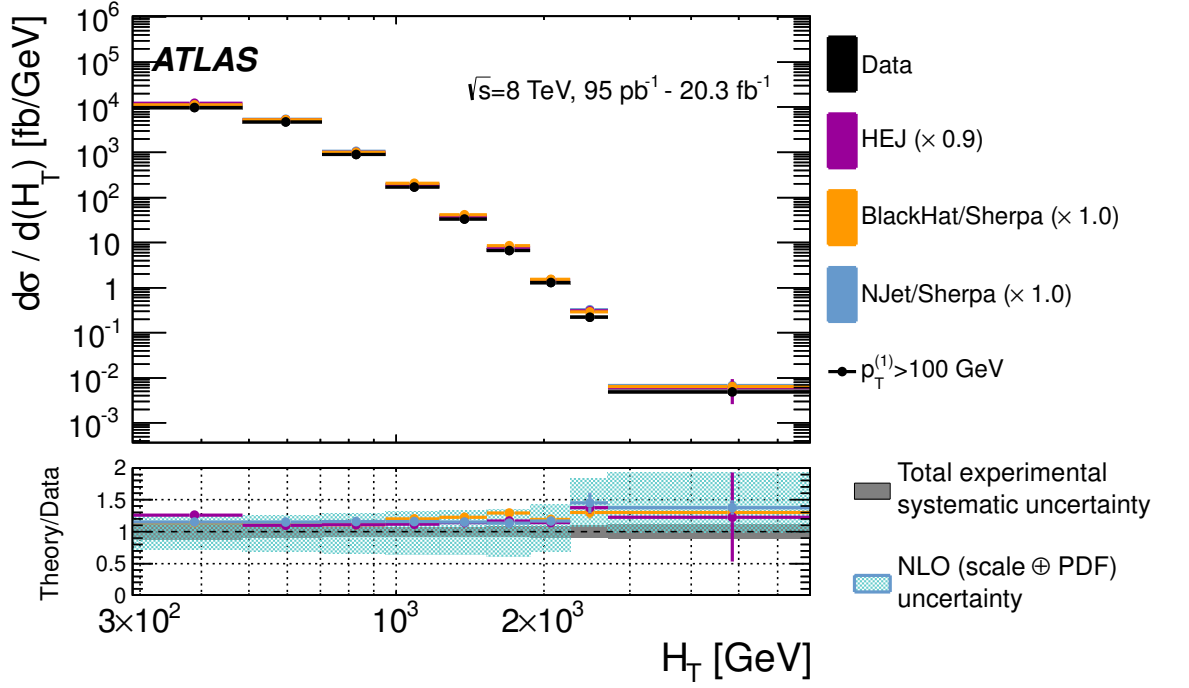 ATLAS
√s=8 TeV, 95 pb⁻¹ - 20.3 fb⁻¹
dσ / d(H_T) [fb/GeV]
10⁶
10⁵
10⁴
10³
10²
10
1
10⁻¹
10⁻²
10⁻³
Data
HEJ (× 0.9)
BlackHat/Sherpa (× 1.0)
NJet/Sherpa (× 1.0)
p_T^(1)>100 GeV
Theory/Data
2
1.5
1
0.5
0
3×10²
10³
2×10³
H_T [GeV]
Total experimental
systematic uncertainty
NLO (scale ⊕ PDF)
uncertainty